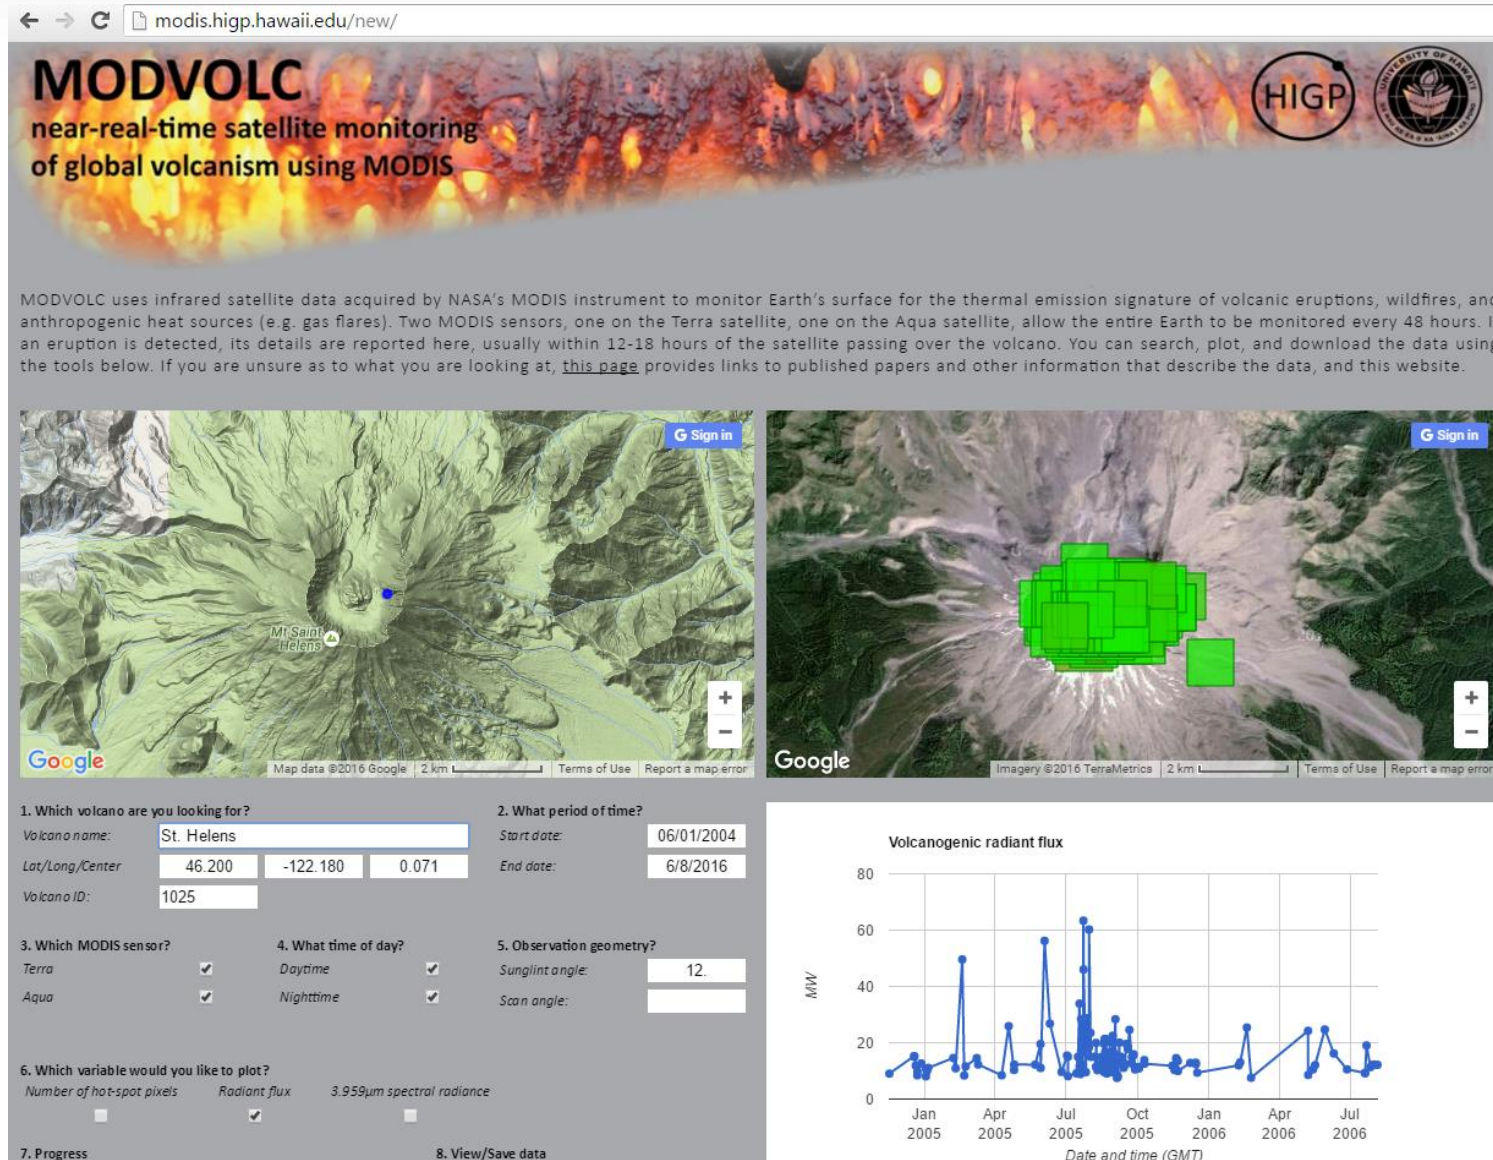 modis.higp.hawaii.edu/new/
MODVOLC
near-real-time satellite monitoring
of global volcanism using MODIS
HIGP
UNIVERSITY OF HAWAII
MODVOLC uses infrared satellite data acquired by NASA's MODIS instrument to monitor Earth's surface for the thermal emission signature of volcanic eruptions, wildfires, and
anthropogenic heat sources (e.g. gas flares). Two MODIS sensors, one on the Terra satellite, one on the Aqua satellite, allow the entire Earth to be monitored every 48 hours. I
an eruption is detected, its details are reported here, usually within 12-18 hours of the satellite passing over the volcano. You can search, plot, and download the data using
the tools below. If you are unsure as to what you are looking at, this page provides links to published papers and other information that describe the data, and this website.
G Sign in
Mt Saint
Helens
+
−
Google
Map data ©2016 Google 2 km Terms of Use Report a map error
G Sign in
+
−
Google
Imagery ©2016 TerraMetrics 2 km Terms of Use Report a map error
1. Which volcano are you looking for?
Volcano name: St. Helens
Lat/Long/Center 46.200 -122.180 0.071
Volcano ID: 1025
2. What period of time?
Start date: 06/01/2004
End date: 6/8/2016
3. Which MODIS sensor?
Terra
Aqua
4. What time of day?
Daytime
Nighttime
5. Observation geometry?
Sunglint angle: 12.
Scan angle:
6. Which variable would you like to plot?
Number of hot-spot pixels Radiant flux 3.959µm spectral radiance
7. Progress
8. View/Save data
Volcanogenic radiant flux
80
60
40
20
0
MW
Jan 2005
Apr 2005
Jul 2005
Oct 2005
Jan 2006
Apr 2006
Jul 2006
Date and time (GMT)